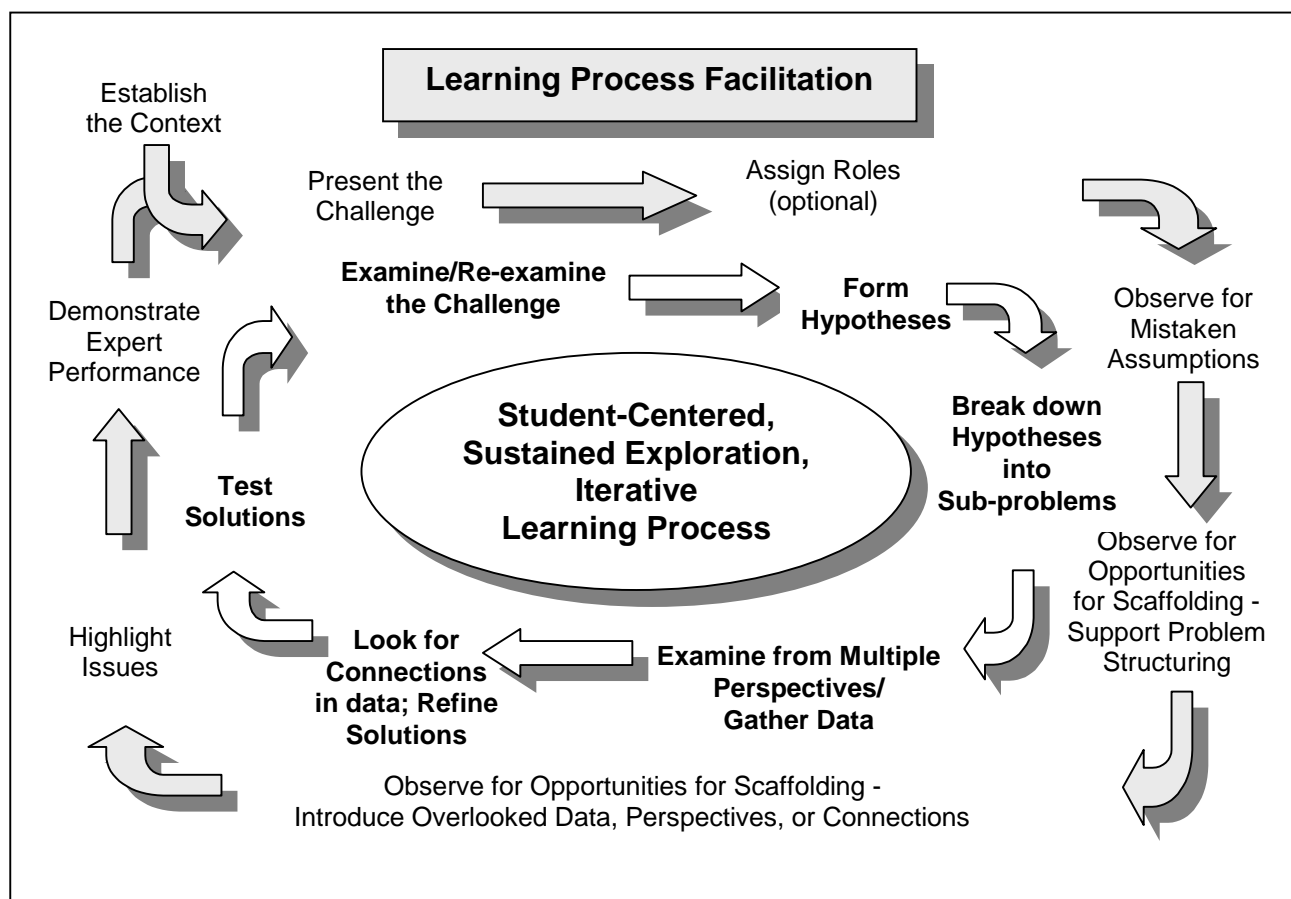 Learning Process Facilitation
Establish
the Context
Present the
Challenge
Assign Roles
(optional)
Examine/Re-examine
the Challenge
Form
Hypotheses
Observe for
Mistaken
Assumptions
Demonstrate
Expert
Performance
Student-Centered,
Sustained Exploration,
Iterative
Learning Process
Break down
Hypotheses
into
Sub-problems
Test
Solutions
Observe for
Opportunities
for Scaffolding -
Support Problem
Structuring
Highlight
Issues
Look for
Connections
in data; Refine
Solutions
Examine from Multiple
Perspectives/
Gather Data
Observe for Opportunities for Scaffolding -
Introduce Overlooked Data, Perspectives, or Connections